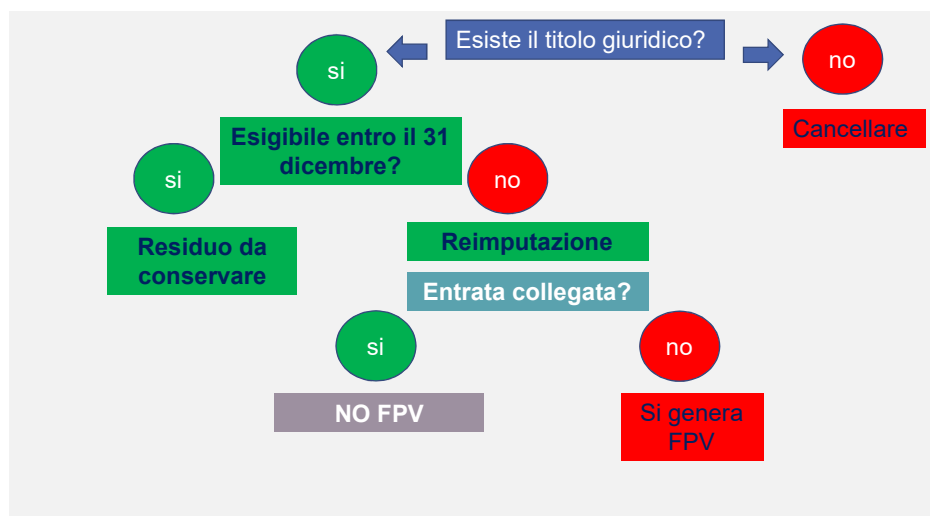 Esiste il titolo giuridico?
si
no
Cancellare
Esigibile entro il 31
dicembre?
si
no
Residuo da
conservare
Reimputazione
Entrata collegata?
si
no
NO FPV
Si genera
FPV